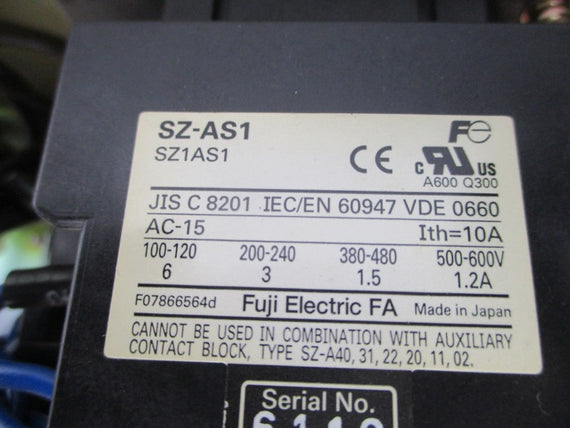 SZ-AS1
SZ1AS1
Fe
CE
c RU US
A600 Q300
JIS C 8201 IEC/EN 60947 VDE 0660
AC-15 Ith=10A
100-120 200-240 380-480 500-600V
6 3 1.5 1.2A
F07866564d Fuji Electric FA Made in Japan
CANNOT BE USED IN COMBINATION WITH AUXILIARY
CONTACT BLOCK, TYPE SZ-A40, 31, 22, 20, 11, 02.
Serial No.